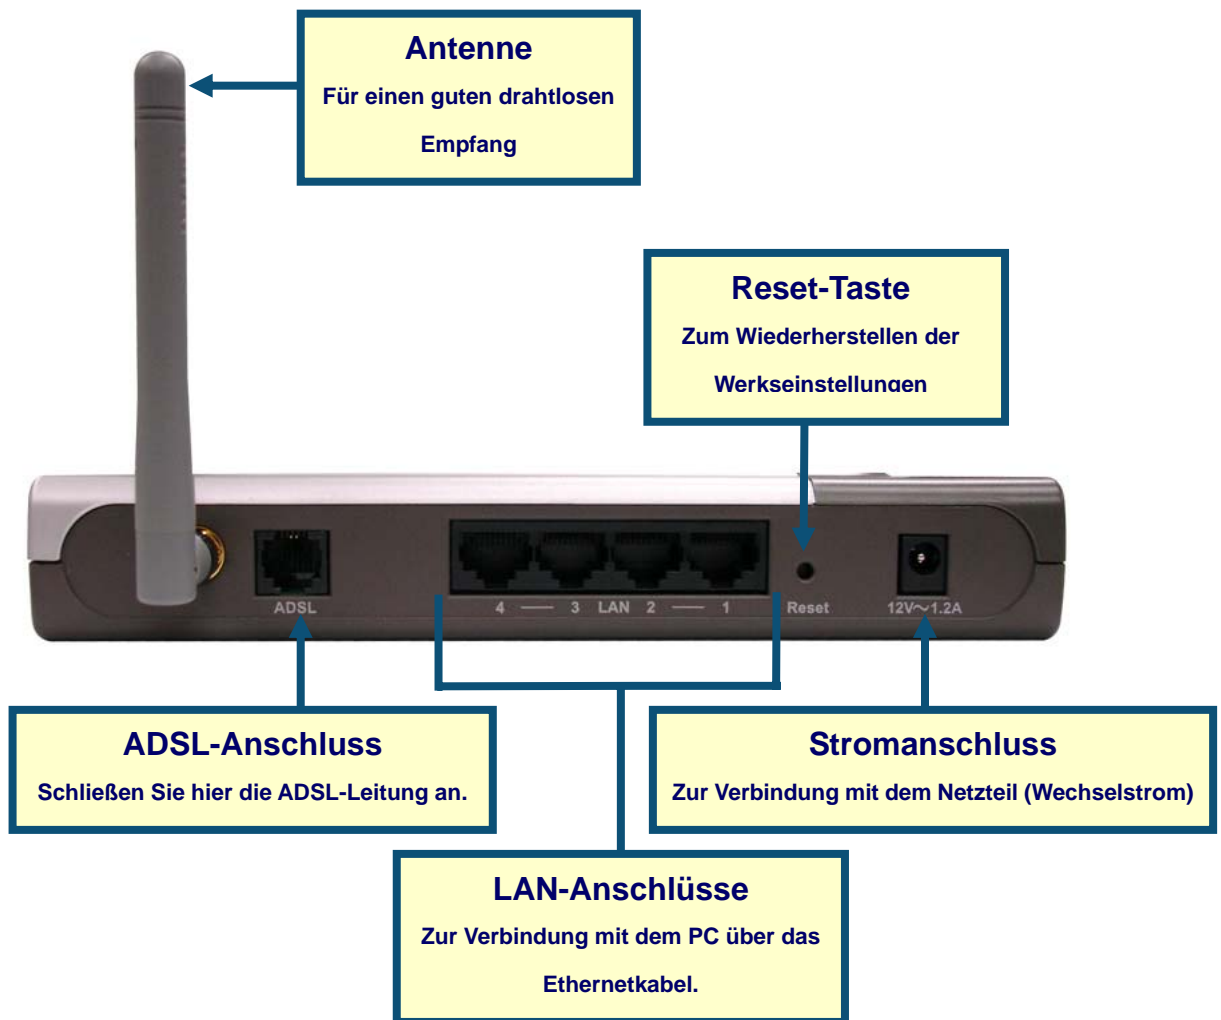 Antenne
Für einen guten drahtlosen
Empfang
Reset-Taste
Zum Wiederherstellen der
Werkseinstellungen
ADSL
4 — 3 LAN 2 — 1
Reset
12V～1.2A
ADSL-Anschluss
Schließen Sie hier die ADSL-Leitung an.
Stromanschluss
Zur Verbindung mit dem Netzteil (Wechselstrom)
LAN-Anschlüsse
Zur Verbindung mit dem PC über das
Ethernetkabel.